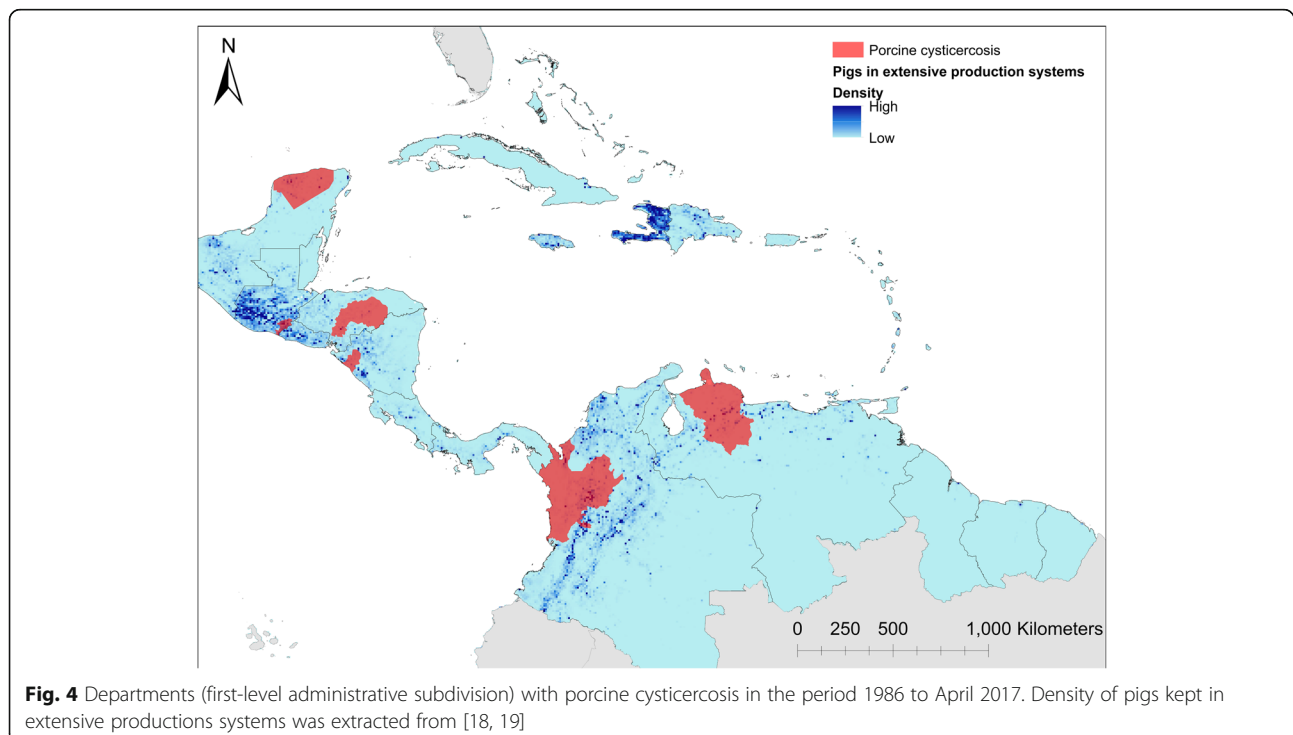 N
Porcine cysticercosis
Pigs in extensive production systems
Density
High
Low
0 250 500 1,000 Kilometers
Fig. 4 Departments (first-level administrative subdivision) with porcine cysticercosis in the period 1986 to April 2017. Density of pigs kept in
extensive productions systems was extracted from [18, 19]